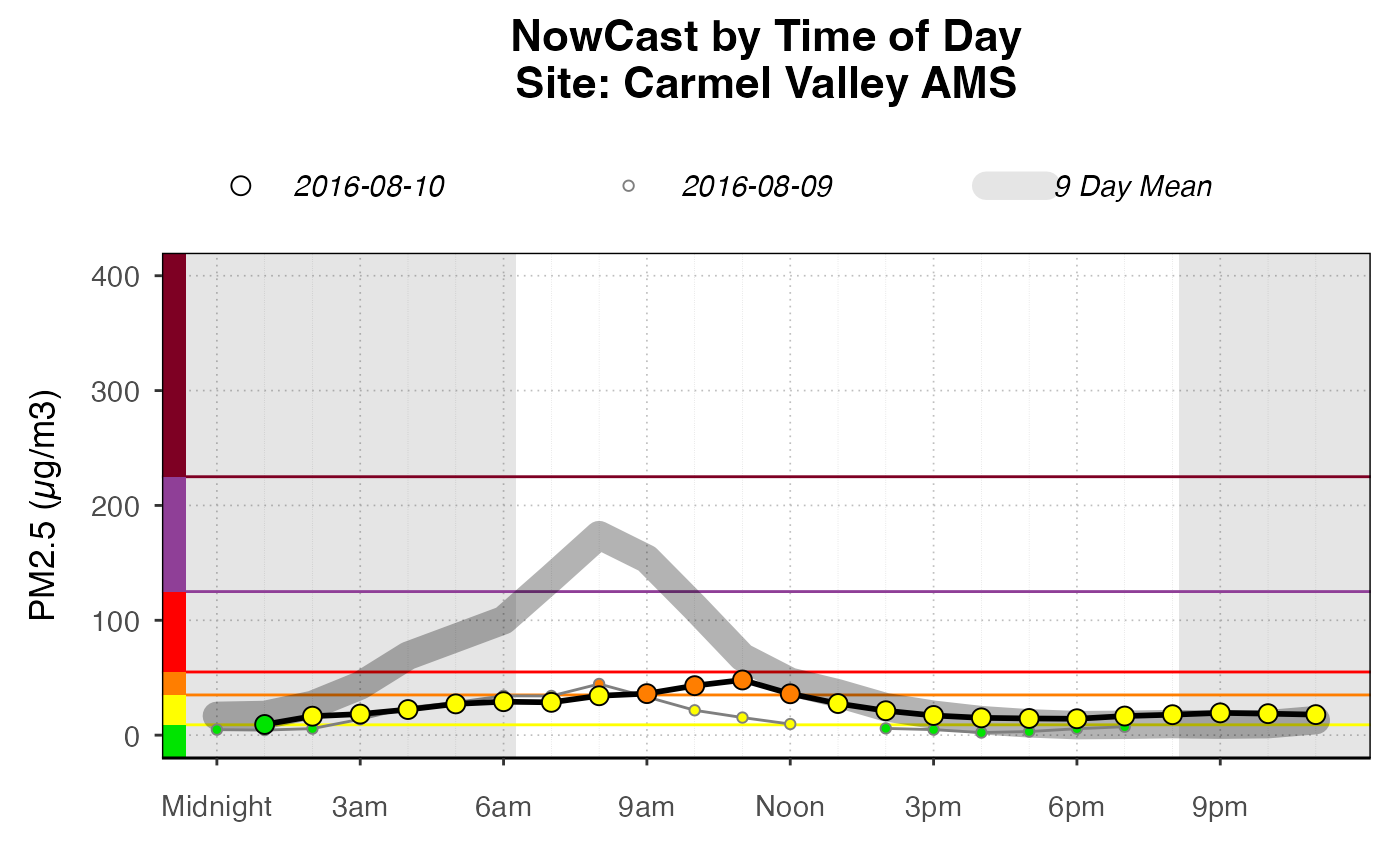 NowCast by Time of Day
Site: Carmel Valley AMS
2016-08-10 2016-08-09 9 Day Mean
PM2.5 (µg/m3)
400
300
200
100
0
Midnight 3am 6am 9am Noon 3pm 6pm 9pm